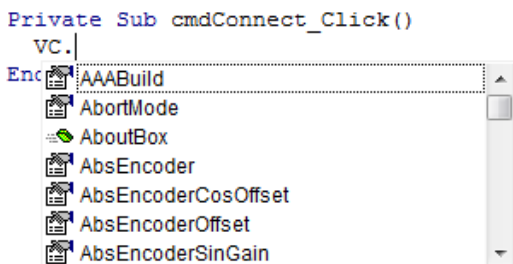 Private Sub cmdConnect_Click()
VC.
End
AAABuild
AbortMode
AboutBox
AbsEncoder
AbsEncoderCosOffset
AbsEncoderOffset
AbsEncoderSinGain